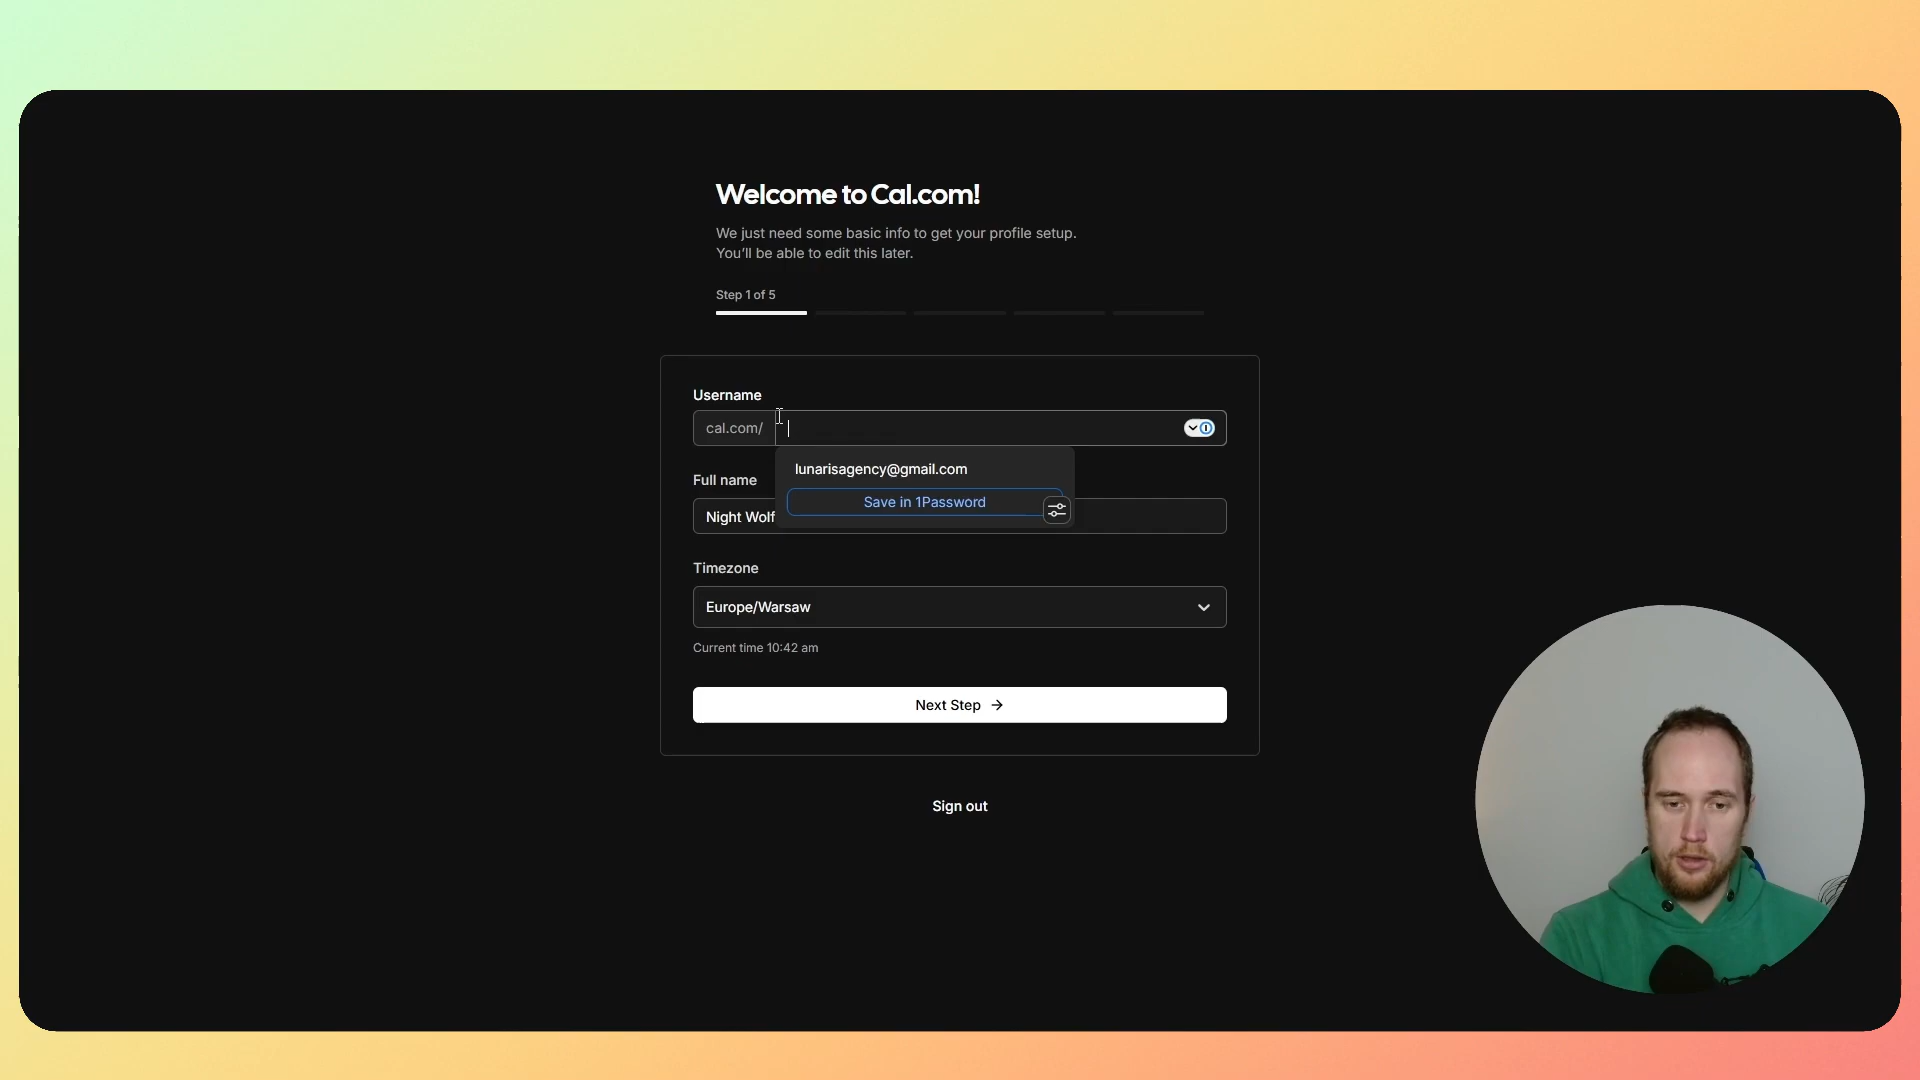 Welcome to Cal.com!
We just need some basic info to get your profile setup.
You'll be able to edit this later.
Step 1 of 5
Username
cal.com/
lunarisagency@gmail.com
Save in 1Password
Full name
Night Wolf
Timezone
Europe/Warsaw
Current time 10:42 am
Next Step →
Sign out